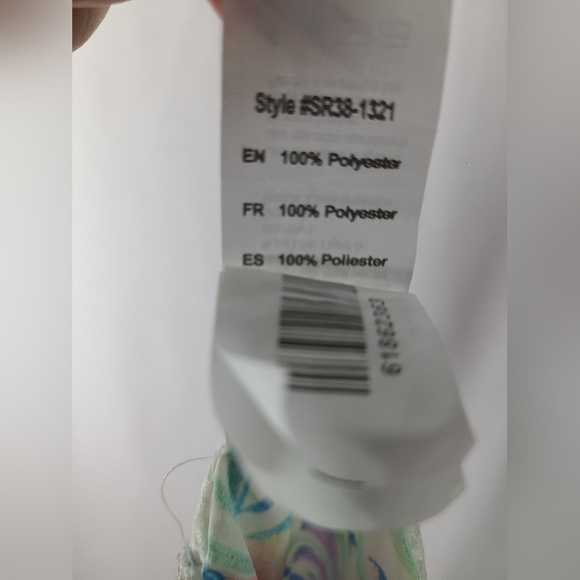 Style #SR38-1321
EN 100% Polyester
FR 100% Polyester
ES 100% Poliester